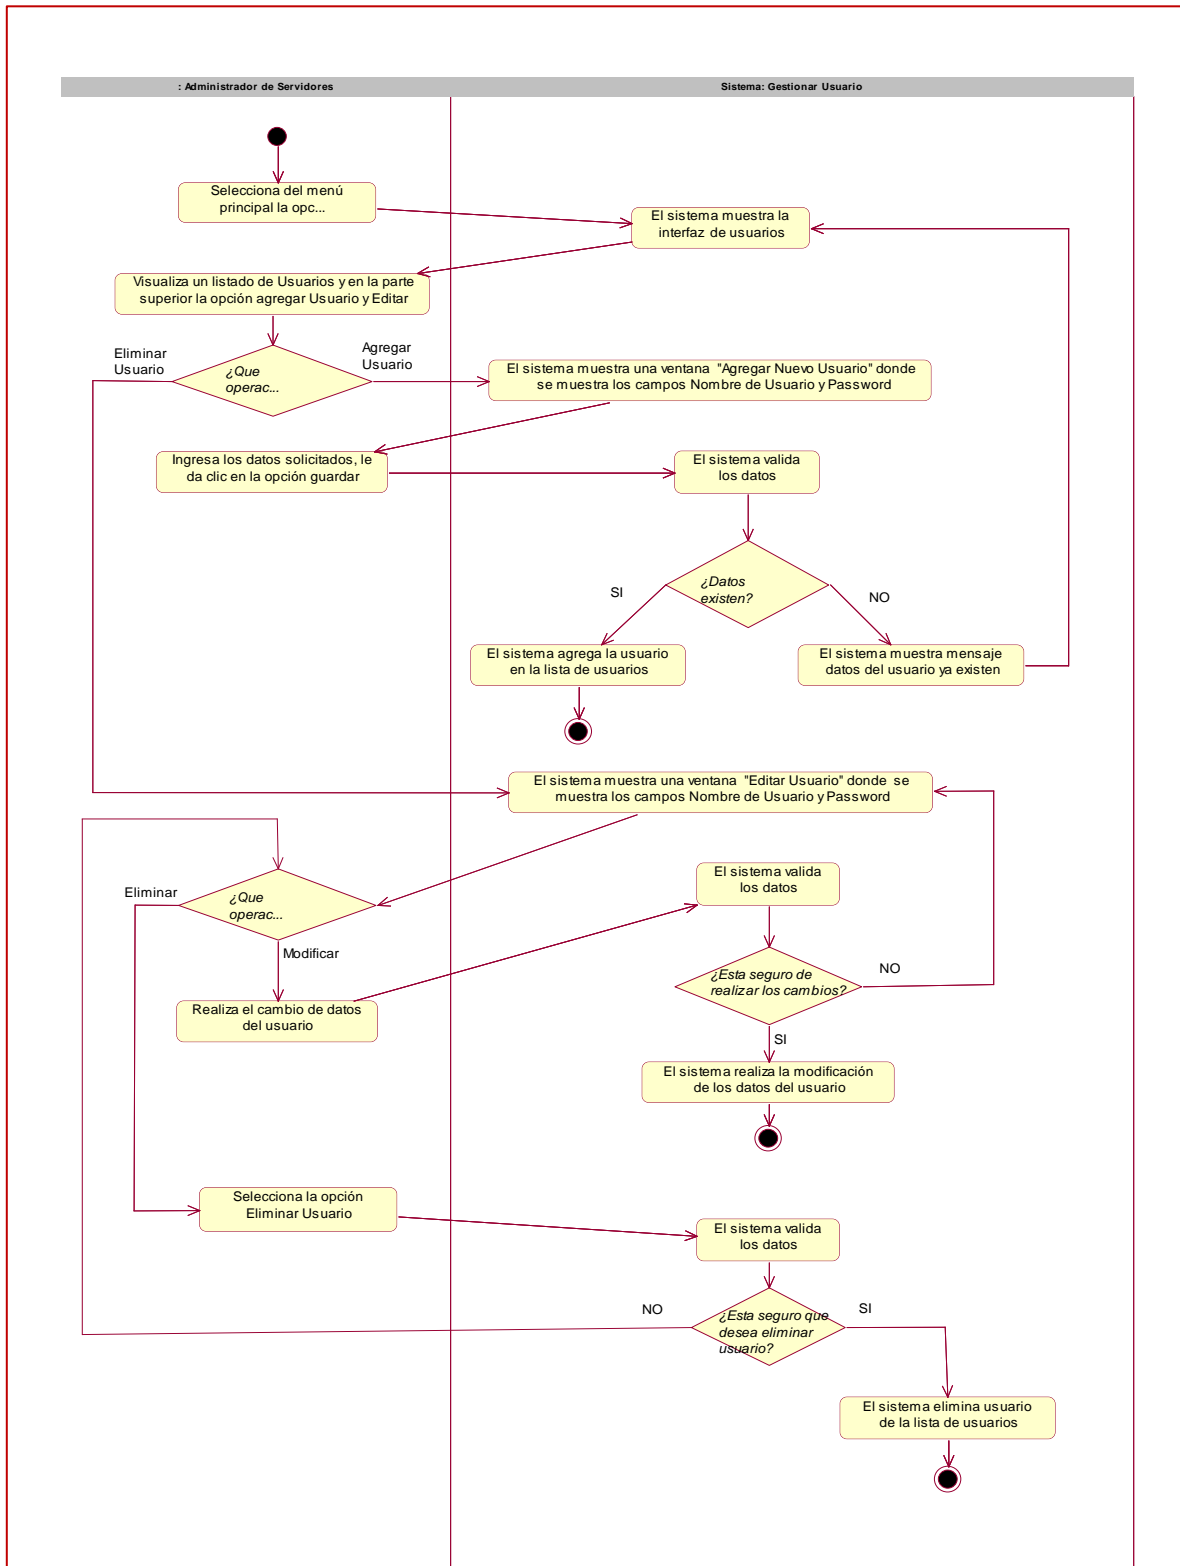 : Administrador de Servidores
Sistema: Gestionar Usuario
Selecciona del menú
principal la opc...
El sistema muestra la
interfaz de usuarios
Visualiza un listado de Usuarios y en la parte
superior la opción agregar Usuario y Editar
Eliminar
Usuario
¿Que
operac...
Agregar
Usuario
El sistema muestra una ventana "Agregar Nuevo Usuario" donde
se muestra los campos Nombre de Usuario y Password
Ingresa los datos solicitados, le
da clic en la opción guardar
El sistema valida
los datos
¿Datos
existen?
SI
NO
El sistema agrega la usuario
en la lista de usuarios
El sistema muestra mensaje
datos del usuario ya existen
El sistema muestra una ventana "Editar Usuario" donde se
muestra los campos Nombre de Usuario y Password
Eliminar
¿Que
operac...
Modificar
El sistema valida
los datos
¿Esta seguro de
realizar los cambios?
NO
Realiza el cambio de datos
del usuario
SI
El sistema realiza la modificación
de los datos del usuario
Selecciona la opción
Eliminar Usuario
El sistema valida
los datos
NO
¿Esta seguro que
desea eliminar
usuario?
SI
El sistema elimina usuario
de la lista de usuarios